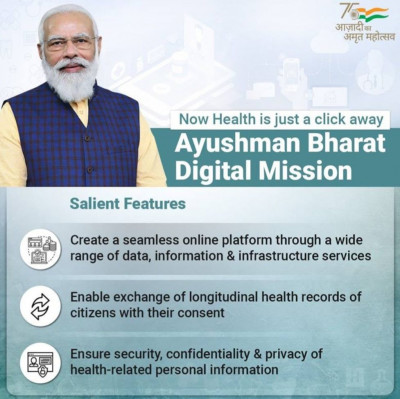 75
आज़ादी का
अमृत महोत्सव
Now Health is just a click away
Ayushman Bharat
Digital Mission
Salient Features
Create a seamless online platform through a wide
range of data, information & infrastructure services
Enable exchange of longitudinal health records of
citizens with their consent
Ensure security, confidentiality & privacy of
health-related personal information